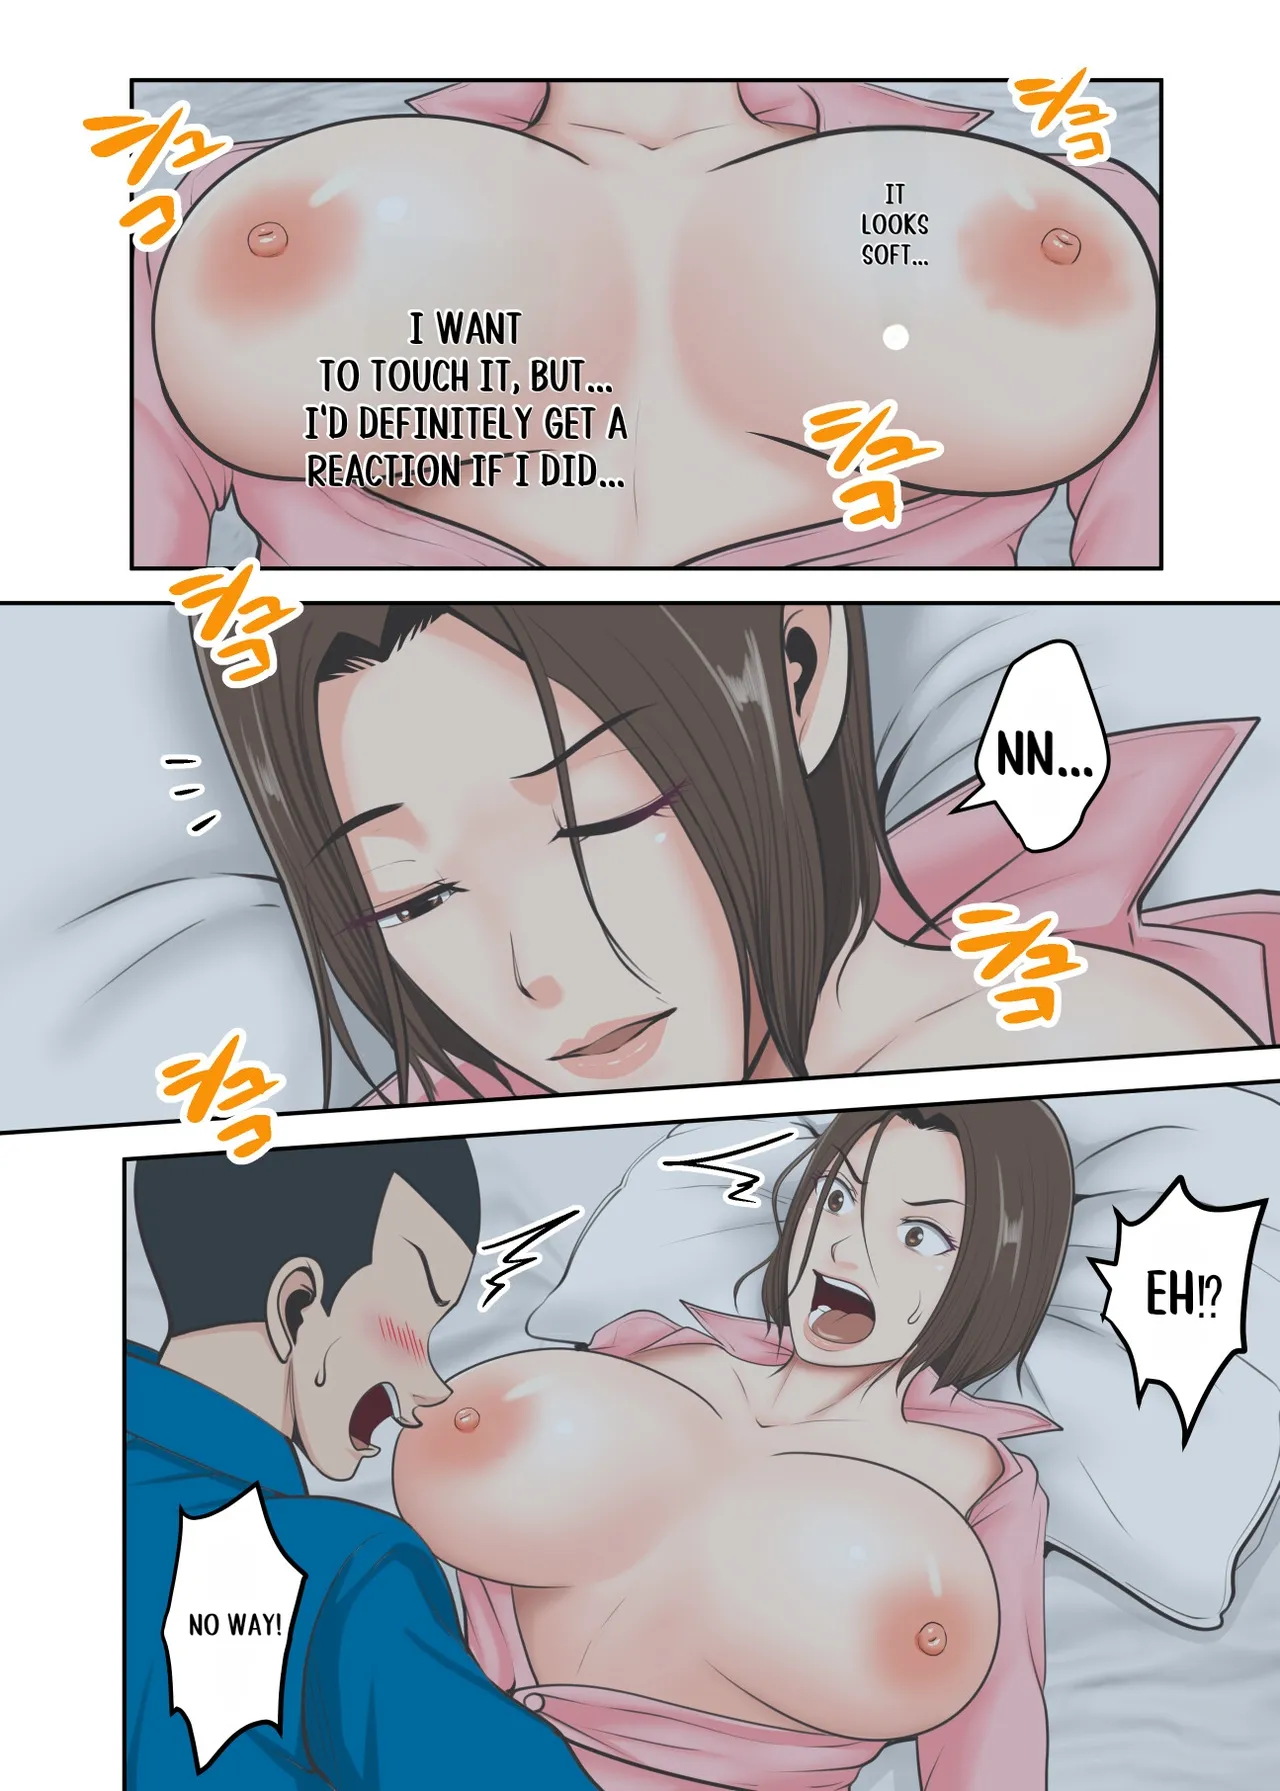 シュ
コ
シュ
コ
IT
LOOKS
SOFT...
I WANT
TO TOUCH IT, BUT...
I'D DEFINITELY GET A
REACTION IF I DID...
シュ
コ
シュ
コ
NN...
シュ
コ
シュ
コ
EH!?
NO WAY!